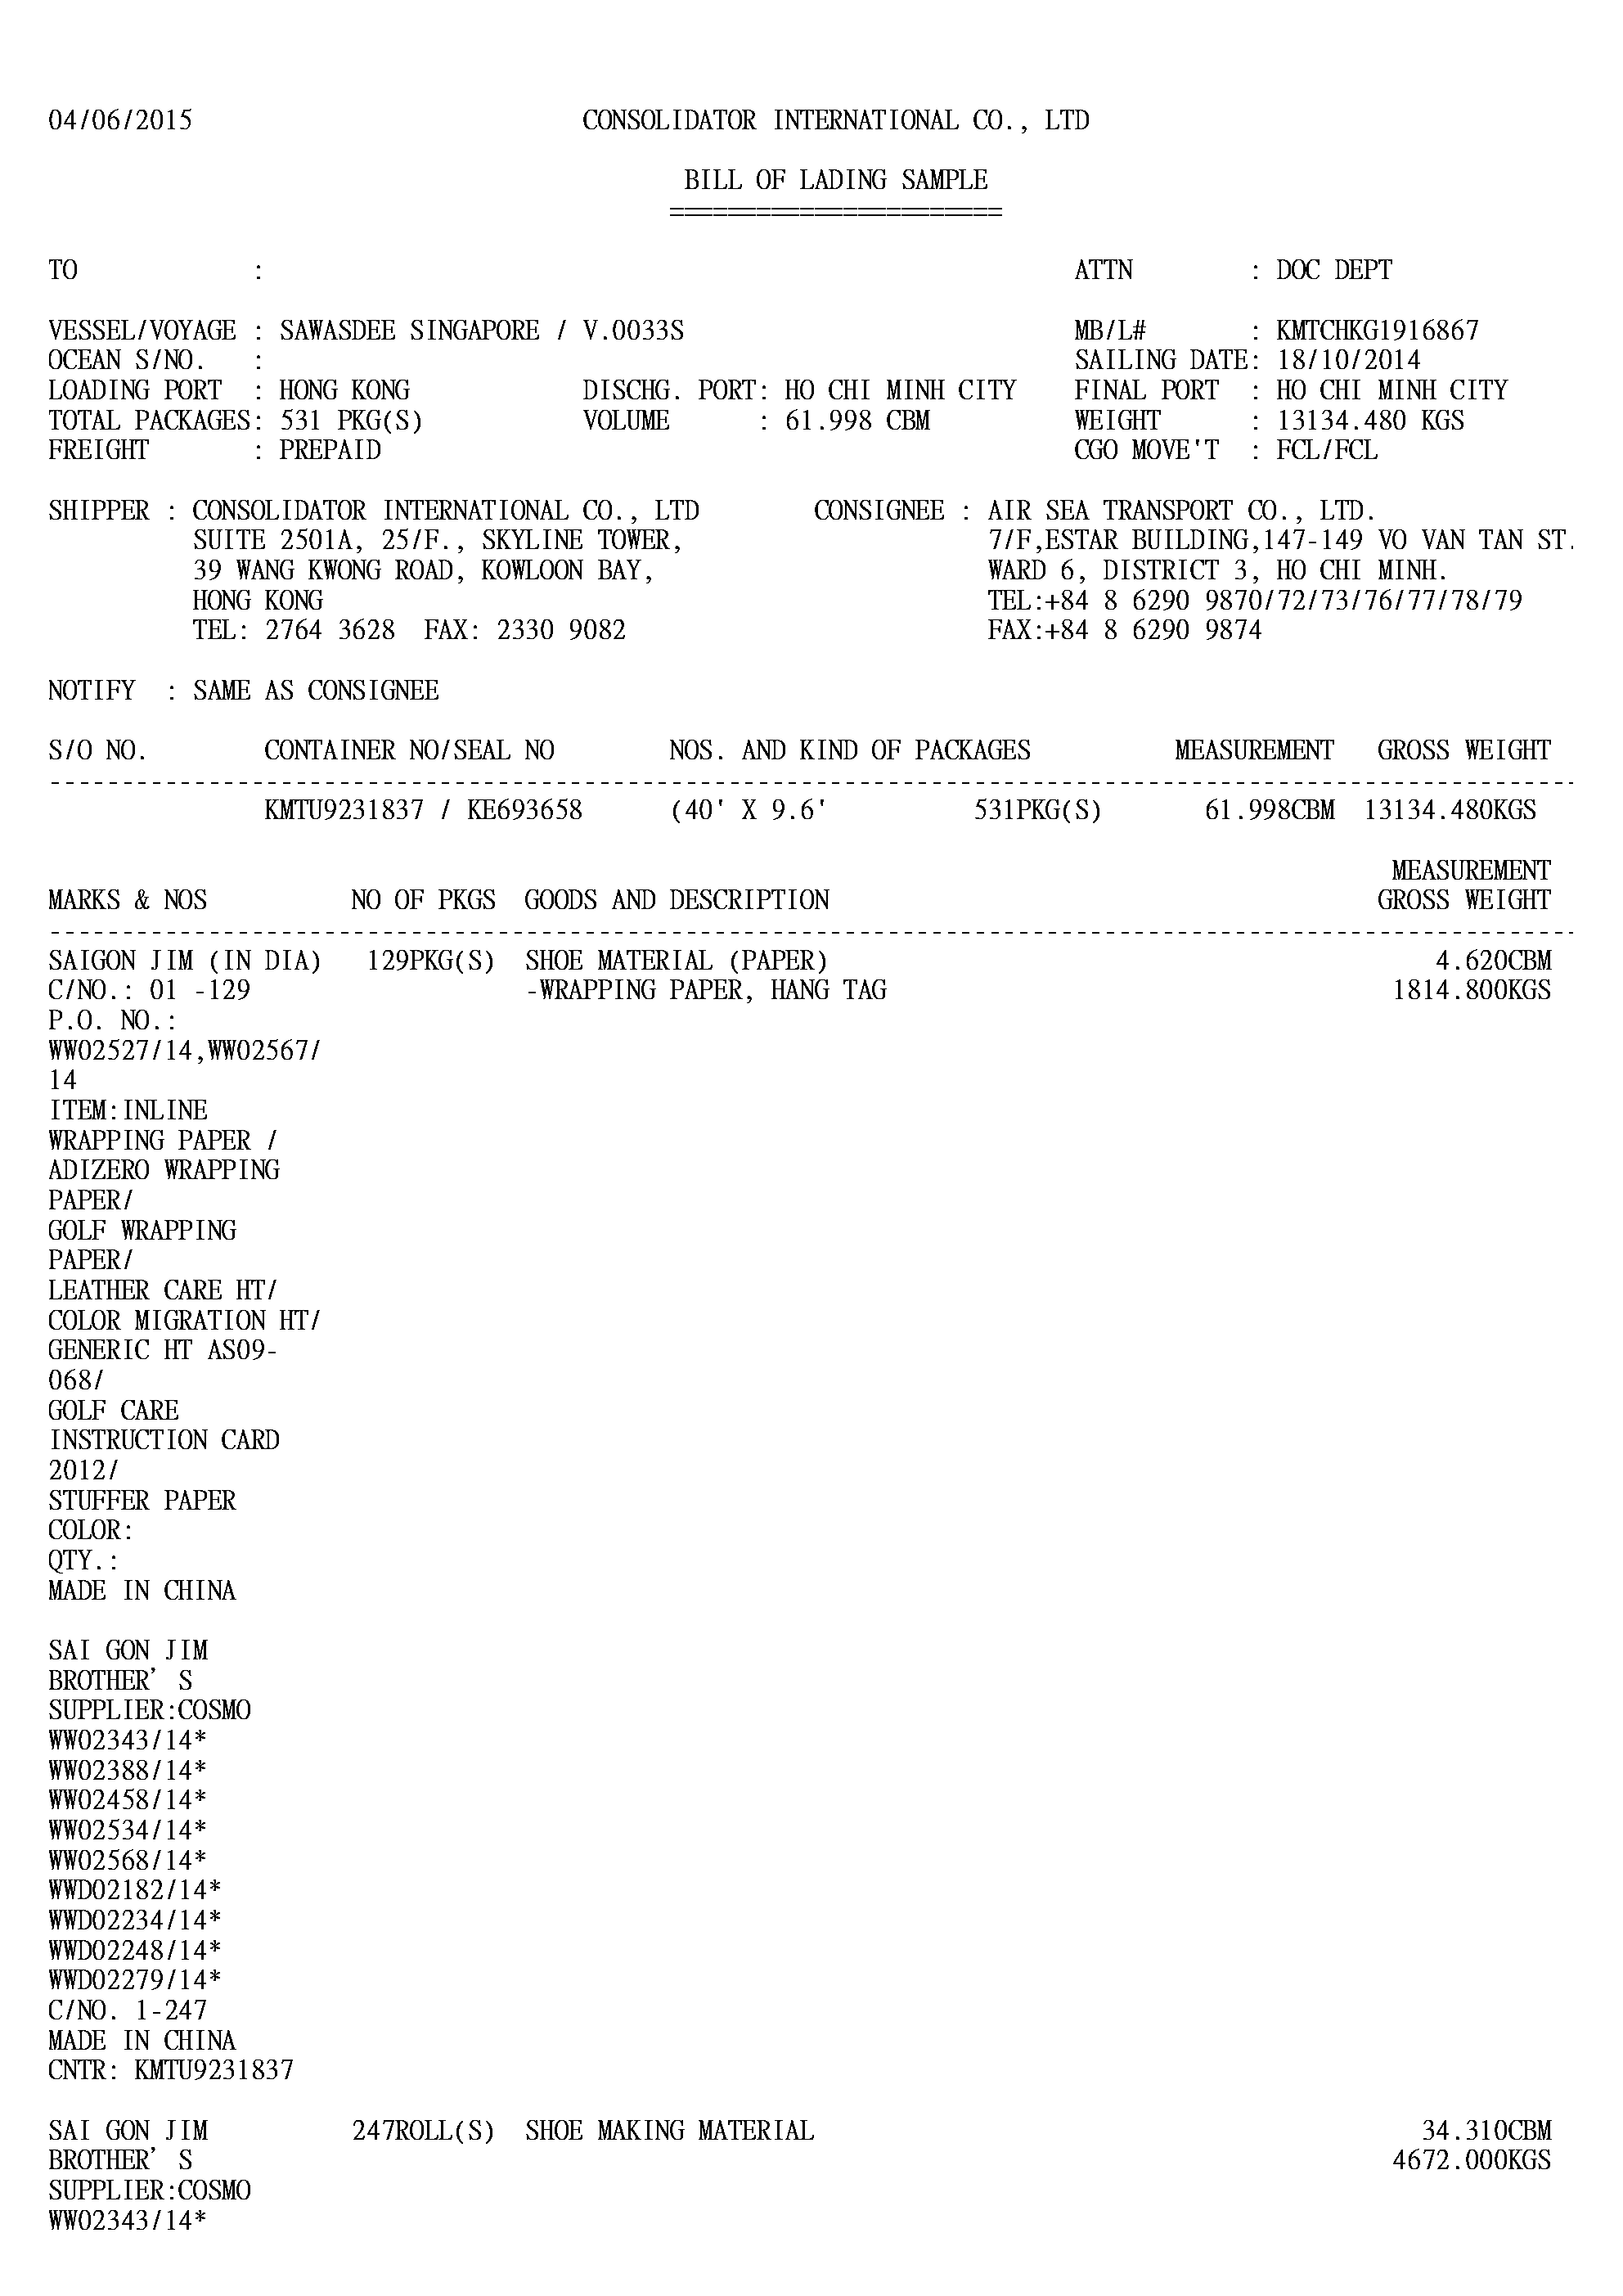 04/06/2015 CONSOLIDATOR INTERNATIONAL CO., LTD
BILL OF LADING SAMPLE
=======================
TO : ATTN : DOC DEPT
VESSEL/VOYAGE : SAWASDEE SINGAPORE / V.0033S MB/L# : KMTCHKG1916867
OCEAN S/NO. : SAILING DATE: 18/10/2014
LOADING PORT : HONG KONG DISCHG. PORT: HO CHI MINH CITY FINAL PORT : HO CHI MINH CITY
TOTAL PACKAGES: 531 PKG(S) VOLUME : 61.998 CBM WEIGHT : 13134.480 KGS
FREIGHT : PREPAID CGO MOVE'T : FCL/FCL
SHIPPER : CONSOLIDATOR INTERNATIONAL CO., LTD CONSIGNEE : AIR SEA TRANSPORT CO., LTD.
SUITE 2501A, 25/F., SKYLINE TOWER, 7/F,ESTAR BUILDING,147-149 VO VAN TAN ST.
39 WANG KWONG ROAD, KOWLOON BAY, WARD 6, DISTRICT 3, HO CHI MINH.
HONG KONG TEL:+84 8 6290 9870/72/73/76/77/78/79
TEL: 2764 3628 FAX: 2330 9082 FAX:+84 8 6290 9874
NOTIFY : SAME AS CONSIGNEE
S/O NO. CONTAINER NO/SEAL NO NOS. AND KIND OF PACKAGES MEASUREMENT GROSS WEIGHT
KMTU9231837 / KE693658 (40' X 9.6' 531PKG(S) 61.998CBM 13134.480KGS
MEASUREMENT
MARKS & NOS NO OF PKGS GOODS AND DESCRIPTION GROSS WEIGHT
SAIGON JIM (IN DIA) 129PKG(S) SHOE MATERIAL (PAPER) 4.620CBM
C/NO.: 01 -129 -WRAPPING PAPER, HANG TAG 1814.800KGS
P.O. NO.:
WW02527/14,WW02567/
14
ITEM:INLINE
WRAPPING PAPER /
ADIZERO WRAPPING
PAPER/
GOLF WRAPPING
PAPER/
LEATHER CARE HT/
COLOR MIGRATION HT/
GENERIC HT AS09-
068/
GOLF CARE
INSTRUCTION CARD
2012/
STUFFER PAPER
COLOR:
QTY.:
MADE IN CHINA
SAI GON JIM
BROTHER' S
SUPPLIER:COSMO
WW02343/14*
WW02388/14*
WW02458/14*
WW02534/14*
WW02568/14*
WWD02182/14*
WWD02234/14*
WWD02248/14*
WWD02279/14*
C/NO. 1-247
MADE IN CHINA
CNTR: KMTU9231837
SAI GON JIM 247ROLL(S) SHOE MAKING MATERIAL 34.310CBM
BROTHER' S 4672.000KGS
SUPPLIER:COSMO
WW02343/14*